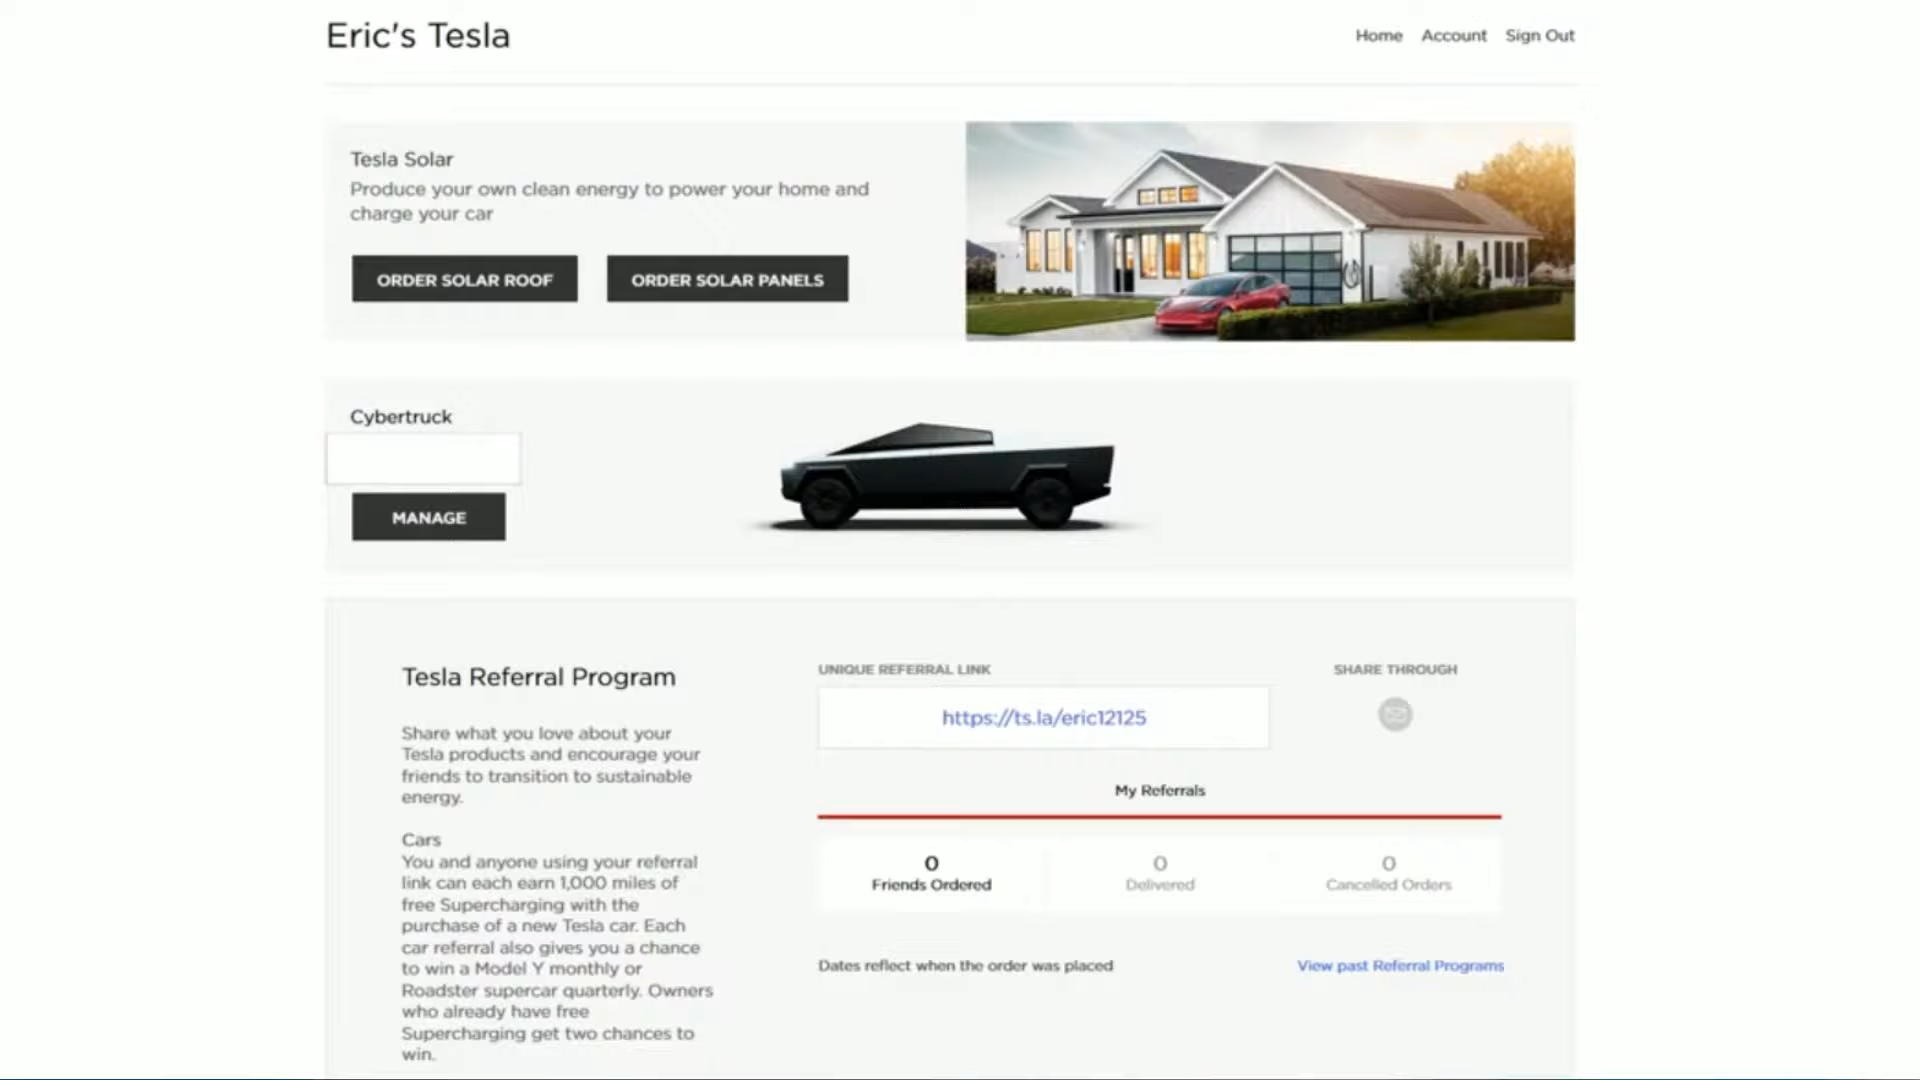 Eric's Tesla
Home Account Sign Out
Tesla Solar
Produce your own clean energy to power your home and
charge your car
ORDER SOLAR ROOF ORDER SOLAR PANELS
Cybertruck
MANAGE
Tesla Referral Program
Share what you love about your
Tesla products and encourage your
friends to transition to sustainable
energy.
Cars
You and anyone using your referral
link can each earn 1,000 miles of
free Supercharging with the
purchase of a new Tesla car. Each
car referral also gives you a chance
to win a Model Y monthly or
Roadster supercar quarterly. Owners
who already have free
Supercharging get two chances to
win.
UNIQUE REFERRAL LINK
https://ts.la/eric12125
SHARE THROUGH
My Referrals
0 0 0
Friends Ordered Delivered Cancelled Orders
Dates reflect when the order was placed
View past Referral Programs